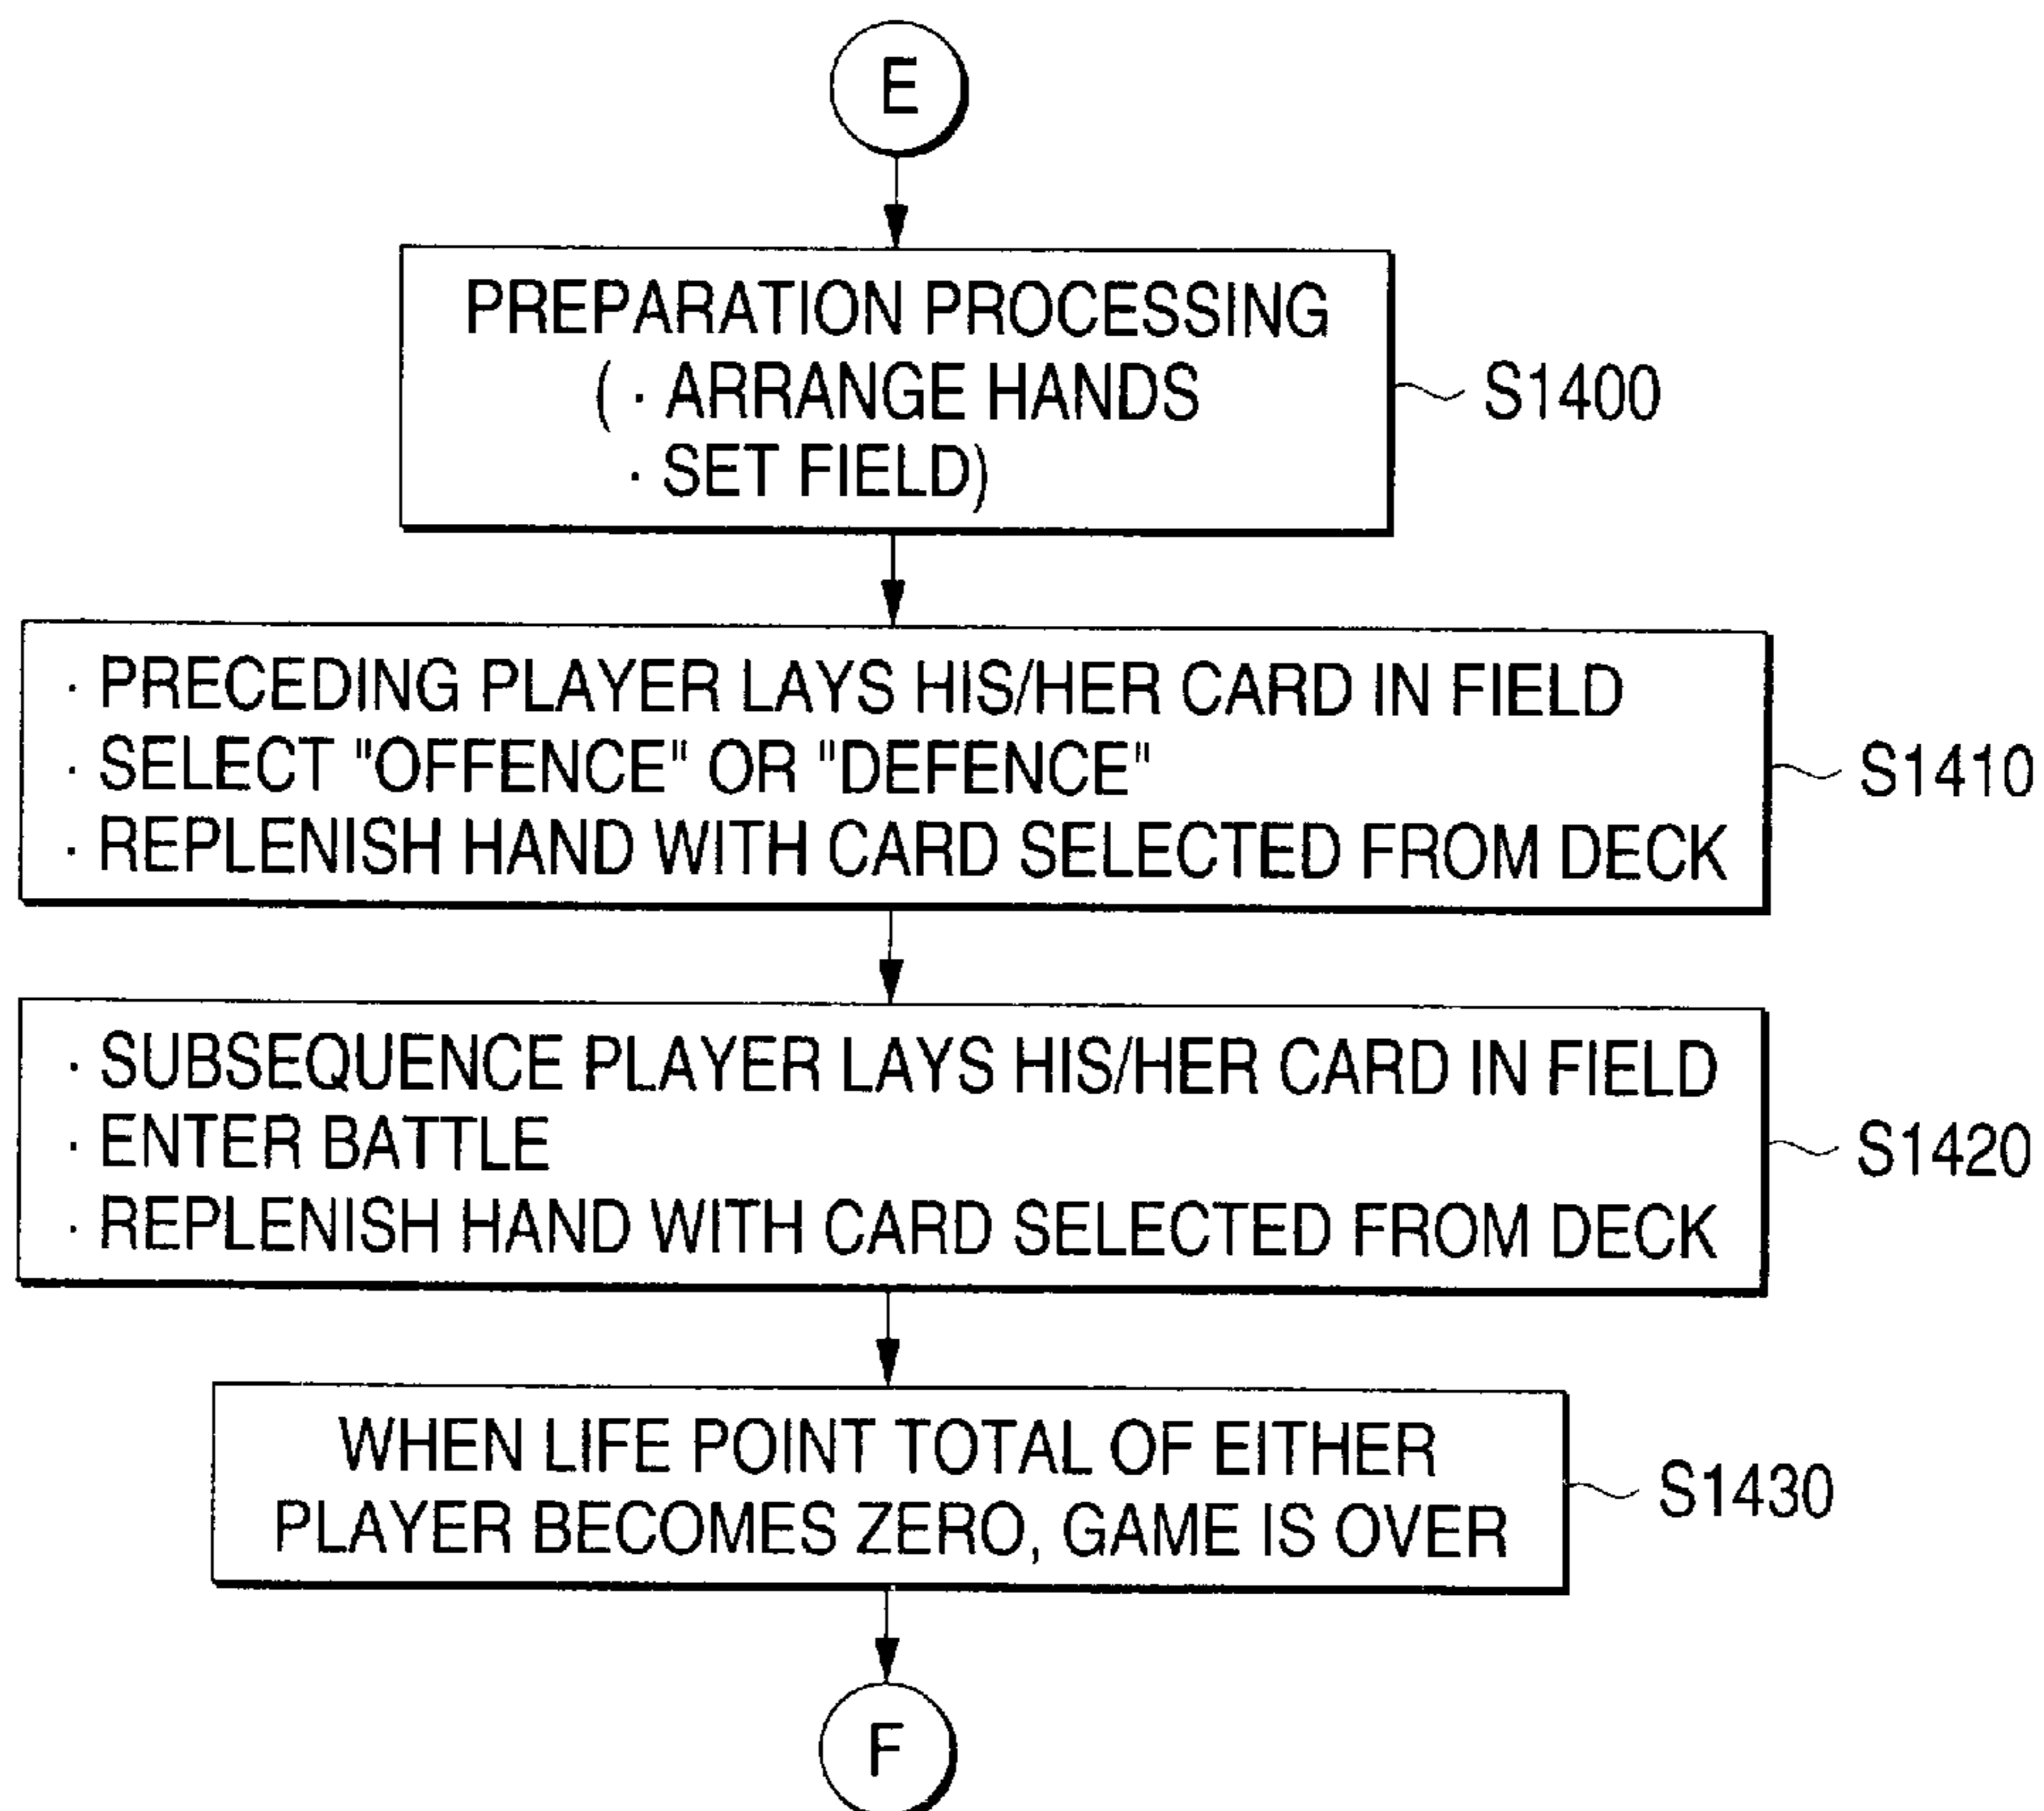 E
PREPARATION PROCESSING
( · ARRANGE HANDS
· SET FIELD)
S1400
· PRECEDING PLAYER LAYS HIS/HER CARD IN FIELD
· SELECT "OFFENCE" OR "DEFENCE"
· REPLENISH HAND WITH CARD SELECTED FROM DECK
S1410
· SUBSEQUENCE PLAYER LAYS HIS/HER CARD IN FIELD
· ENTER BATTLE
· REPLENISH HAND WITH CARD SELECTED FROM DECK
S1420
WHEN LIFE POINT TOTAL OF EITHER
PLAYER BECOMES ZERO, GAME IS OVER
S1430
F